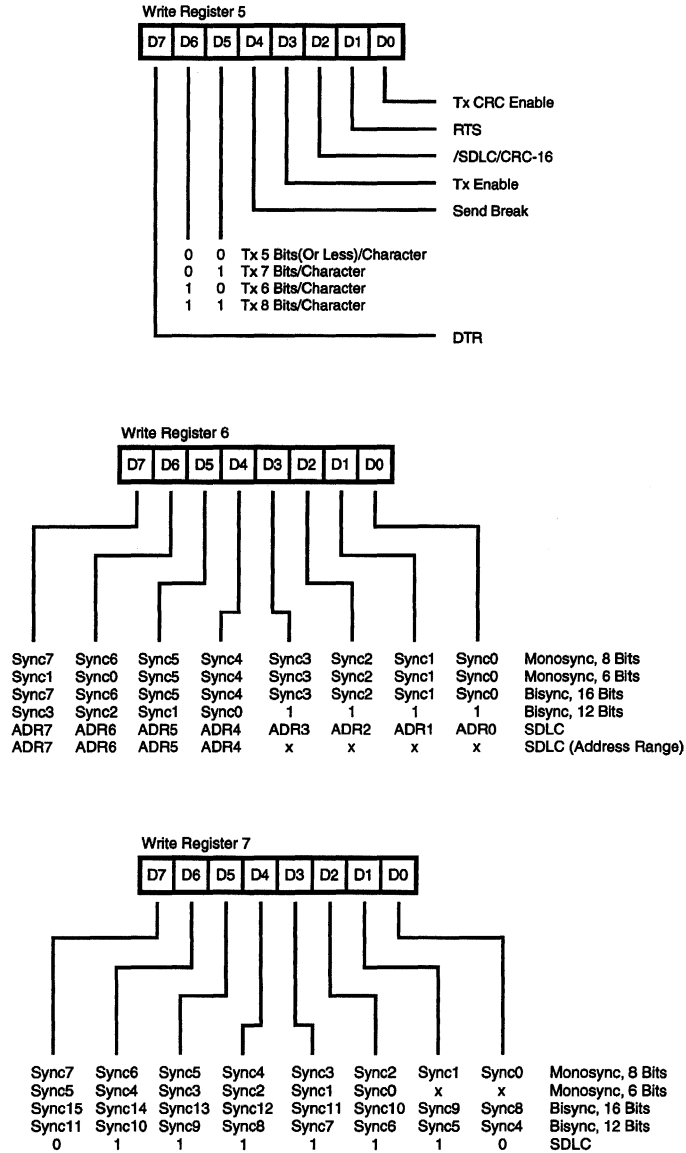 Write Register 5
D7 D6 D5 D4 D3 D2 D1 D0
Tx CRC Enable
RTS
/SDLC/CRC-16
Tx Enable
Send Break
0 0 Tx 5 Bits(Or Less)/Character
0 1 Tx 7 Bits/Character
1 0 Tx 6 Bits/Character
1 1 Tx 8 Bits/Character
DTR
Write Register 6
D7 D6 D5 D4 D3 D2 D1 D0
Sync7 Sync6 Sync5 Sync4 Sync3 Sync2 Sync1 Sync0 Monosync, 8 Bits
Sync1 Sync0 Sync5 Sync4 Sync3 Sync2 Sync1 Sync0 Monosync, 6 Bits
Sync7 Sync6 Sync5 Sync4 Sync3 Sync2 Sync1 Sync0 Bisync, 16 Bits
Sync3 Sync2 Sync1 Sync0 1 1 1 1 Bisync, 12 Bits
ADR7 ADR6 ADR5 ADR4 ADR3 ADR2 ADR1 ADR0 SDLC
ADR7 ADR6 ADR5 ADR4 x x x x SDLC (Address Range)
Write Register 7
D7 D6 D5 D4 D3 D2 D1 D0
Sync7 Sync6 Sync5 Sync4 Sync3 Sync2 Sync1 Sync0 Monosync, 8 Bits
Sync5 Sync4 Sync3 Sync2 Sync1 Sync0 x x Monosync, 6 Bits
Sync15 Sync14 Sync13 Sync12 Sync11 Sync10 Sync9 Sync8 Bisync, 16 Bits
Sync11 Sync10 Sync9 Sync8 Sync7 Sync6 Sync5 Sync4 Bisync, 12 Bits
0 1 1 1 1 1 1 0 SDLC